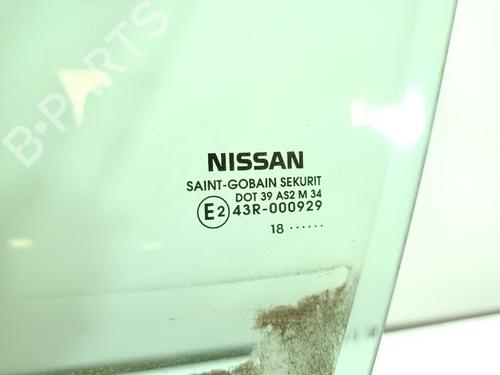 B-PARTS
NISSAN
SAINT-GOBAIN SEKURIT
DOT 39 AS2 M 34
E2 43R-000929
18 ......